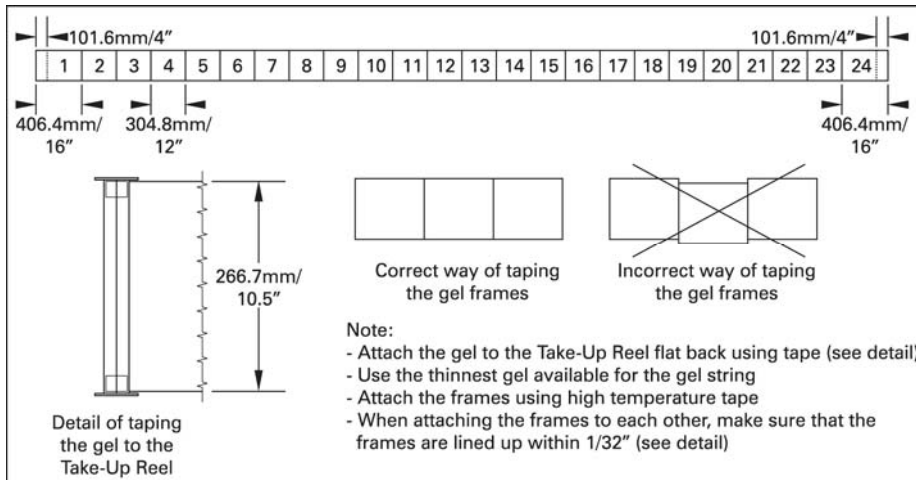 101.6mm/4”
101.6mm/4”
1 2 3 4 5 6 7 8 9 10 11 12 13 14 15 16 17 18 19 20 21 22 23 24
406.4mm/
16”
304.8mm/
12”
406.4mm/
16”
266.7mm/
10.5”
Detail of taping
the gel to the
Take-Up Reel
Correct way of taping
the gel frames
Incorrect way of taping
the gel frames
Note:
- Attach the gel to the Take-Up Reel flat back using tape (see detail)
- Use the thinnest gel available for the gel string
- Attach the frames using high temperature tape
- When attaching the frames to each other, make sure that the
frames are lined up within 1/32” (see detail)